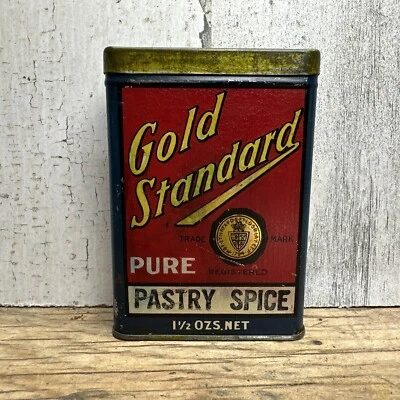 Gold
Standard
TRADE MARK
PURE REGISTERED
PASTRY SPICE
1½ OZS. NET